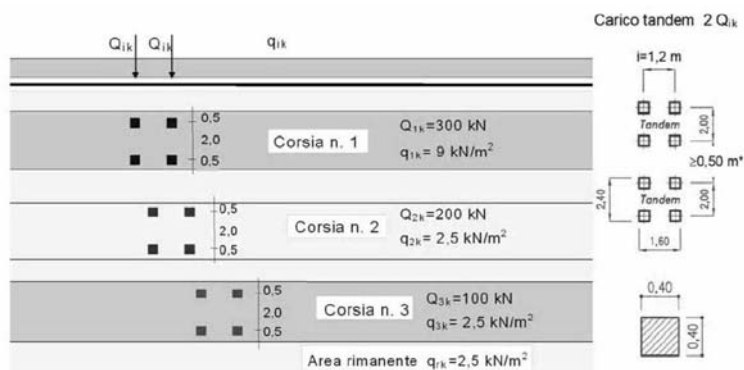 Carico tandem 2 Qik
Qik Qik qik
i=1,2 m
0,5
2,0
0,5
Corsia n. 1
Q1k=300 kN
q1k= 9 kN/m²
Tandem
2,00
≥0,50 m*
0,5
2,0
0,5
Corsia n. 2
Q2k=200 kN
q2k= 2,5 kN/m²
2,40
Tandem
2,00
1,60
0,5
2,0
0,5
Corsia n. 3
Q3k=100 kN
q3k= 2,5 kN/m²
0,40
0,40
Area rimanente qrk=2,5 kN/m²